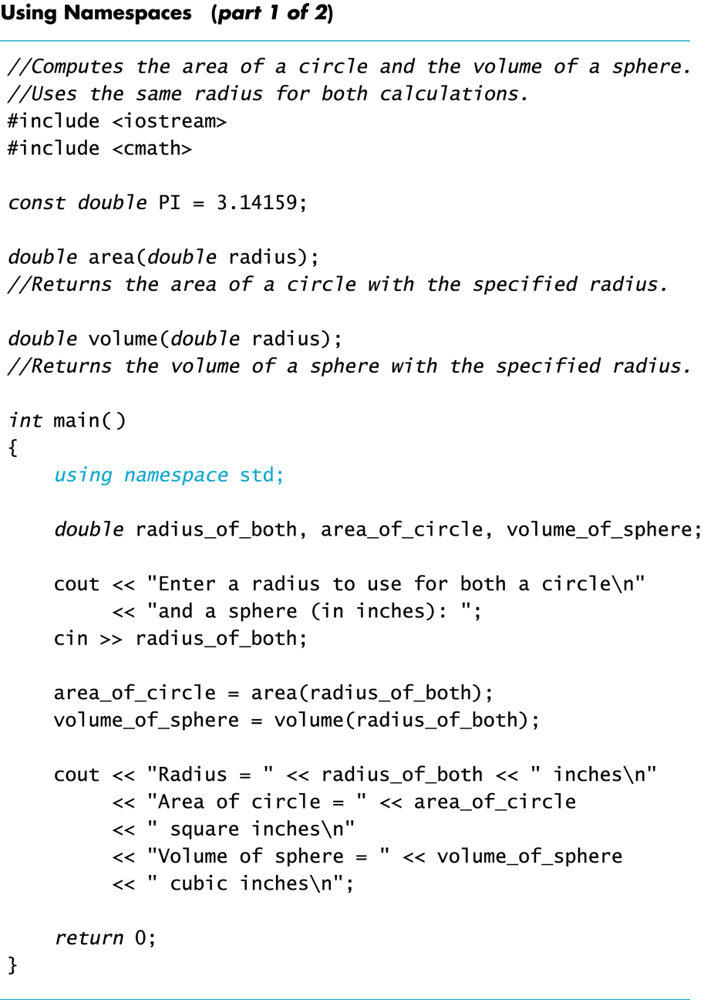 Using Namespaces (part 1 of 2)
//Computes the area of a circle and the volume of a sphere.
//Uses the same radius for both calculations.
#include <iostream>
#include <cmath>

const double PI = 3.14159;

double area(double radius);
//Returns the area of a circle with the specified radius.

double volume(double radius);
//Returns the volume of a sphere with the specified radius.

int main( )
{
    using namespace std;

    double radius_of_both, area_of_circle, volume_of_sphere;

    cout << "Enter a radius to use for both a circle\n"
         << "and a sphere (in inches): ";
    cin >> radius_of_both;

    area_of_circle = area(radius_of_both);
    volume_of_sphere = volume(radius_of_both);

    cout << "Radius = " << radius_of_both << " inches\n"
         << "Area of circle = " << area_of_circle
         << " square inches\n"
         << "Volume of sphere = " << volume_of_sphere
         << " cubic inches\n";

    return 0;
}